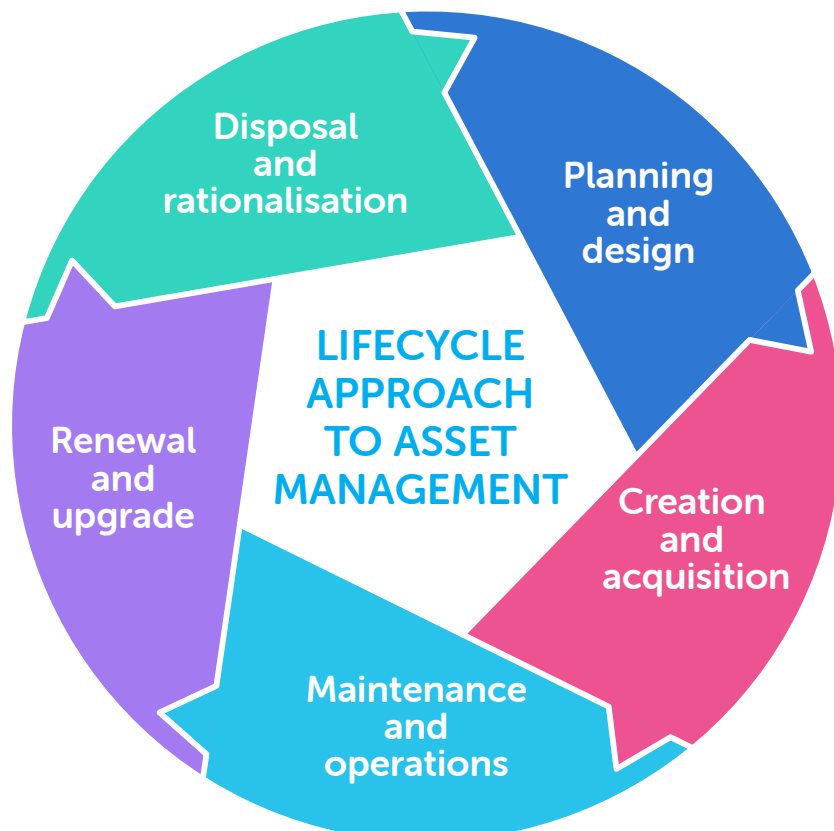 Disposal
and
rationalisation
Planning
and
design
LIFECYCLE
APPROACH
TO ASSET
MANAGEMENT
Renewal
and
upgrade
Creation
and
acquisition
Maintenance
and
operations